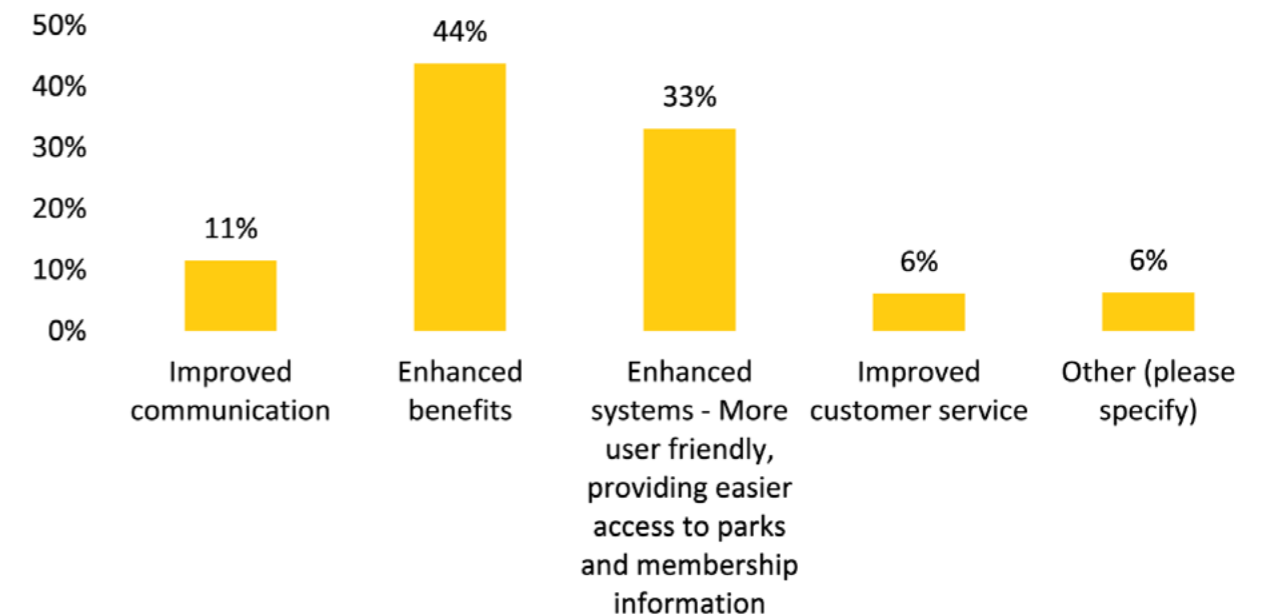 50%
44%
40%
33%
30%
20%
11%
10%
6%
6%
0%
Improved
communication
Enhanced
benefits
Enhanced
systems - More
user friendly,
providing easier
access to parks
and membership
information
Improved
customer service
Other (please
specify)